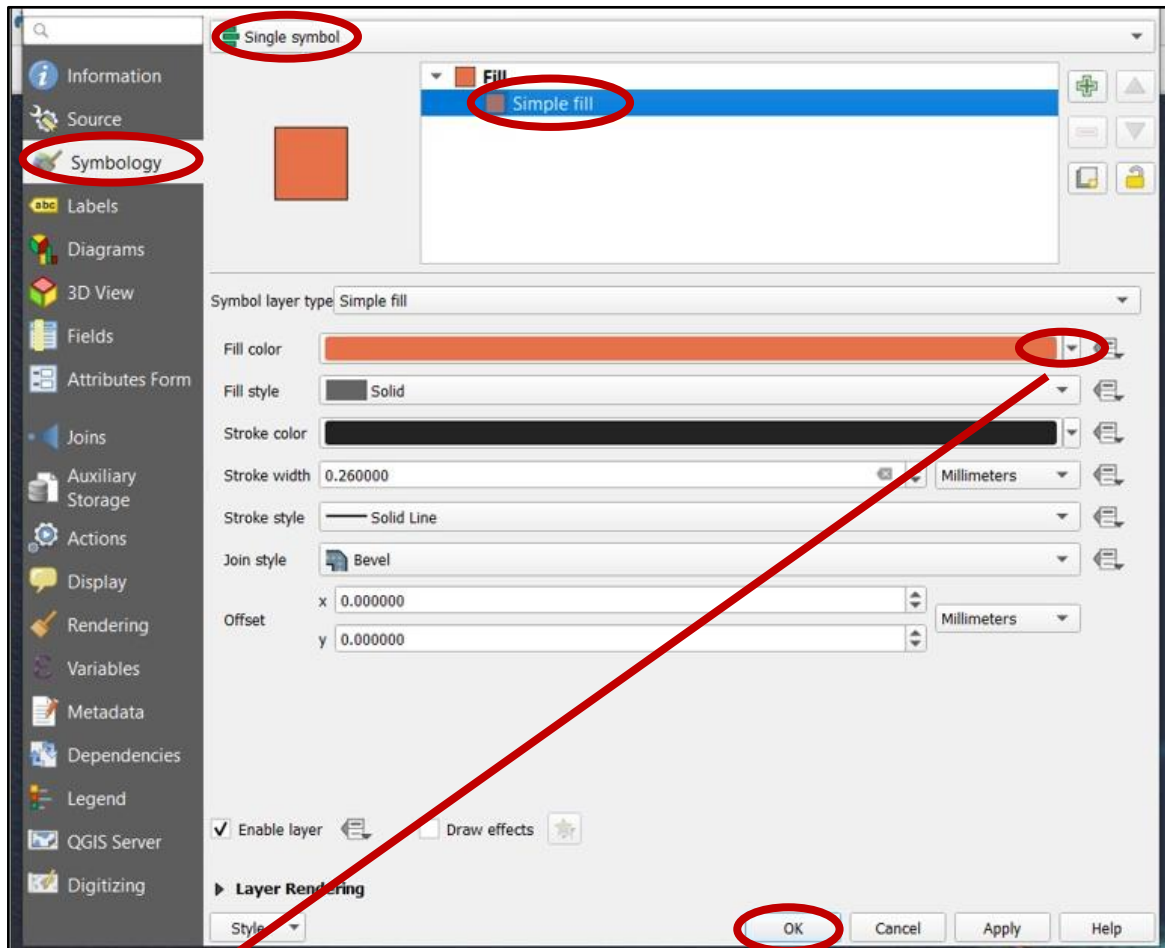 Single symbol
Information
Source
Symbology
Labels
Diagrams
3D View
Fields
Attributes Form
Joins
Auxiliary
Storage
Actions
Display
Rendering
Variables
Metadata
Dependencies
Legend
QGIS Server
Digitizing
Fill
Simple fill
Symbol layer type Simple fill
Fill color
Fill style Solid
Stroke color
Stroke width 0.260000 Millimeters
Stroke style Solid Line
Join style Bevel
Offset
x 0.000000
y 0.000000
Millimeters
Enable layer Draw effects
Layer Rendering
Style OK Cancel Apply Help
abc